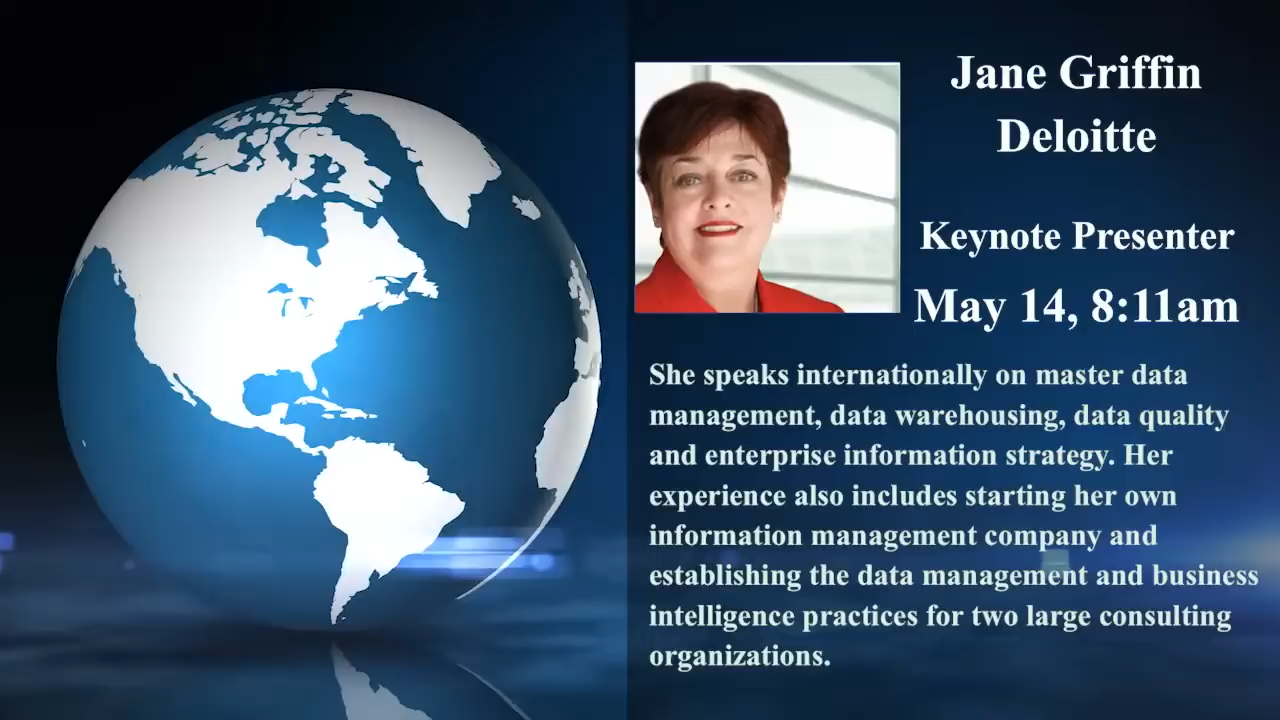 Jane Griffin
Deloitte
Keynote Presenter
May 14, 8:11am
She speaks internationally on master data
management, data warehousing, data quality
and enterprise information strategy. Her
experience also includes starting her own
information management company and
establishing the data management and business
intelligence practices for two large consulting
organizations.